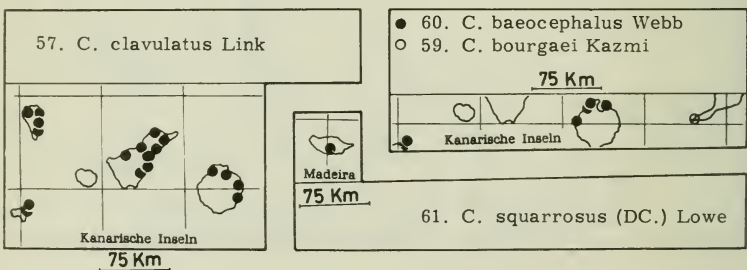 57. C. clavulatus Link
Kanarische Inseln
75 Km
Madeira
75 Km
60. C. baeocephalus Webb
59. C. bourgaei Kazmi
75 Km
Kanarische Inseln
61. C. squarrosus (DC.) Lowe